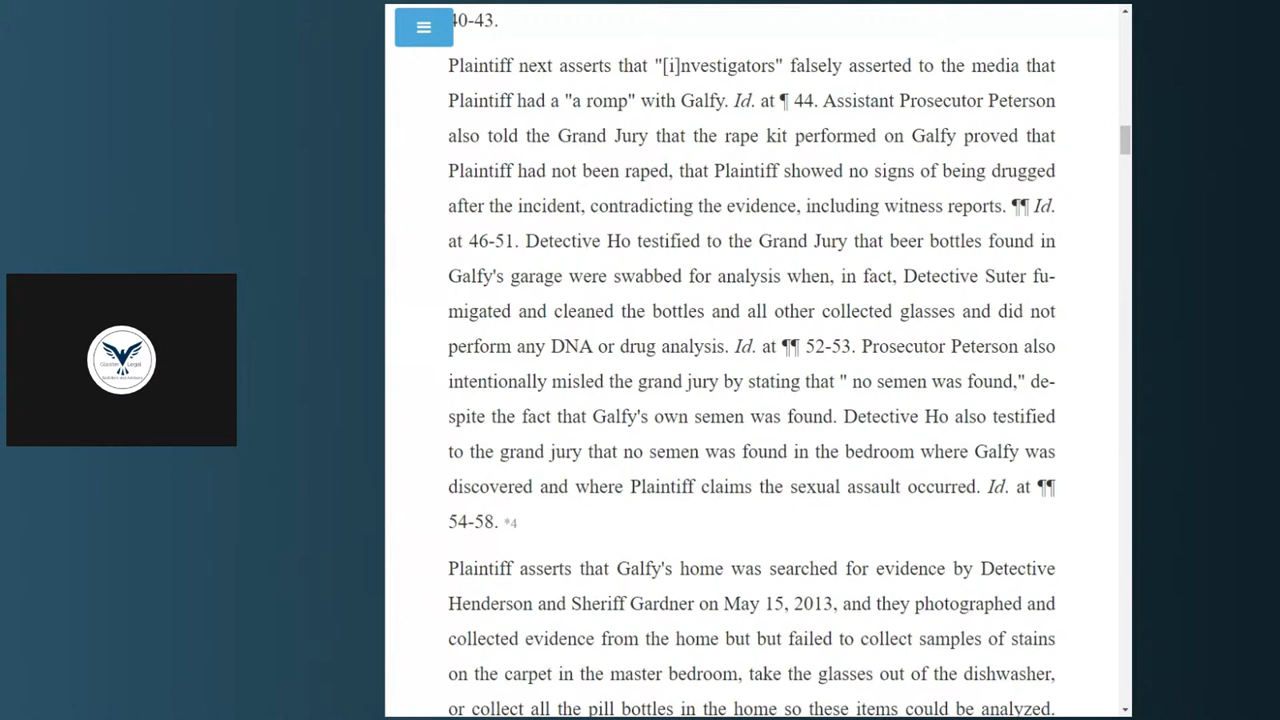 40-43.
Plaintiff next asserts that "[i]nvestigators" falsely asserted to the media that
Plaintiff had a "a romp" with Galfy. Id. at ¶ 44. Assistant Prosecutor Peterson
also told the Grand Jury that the rape kit performed on Galfy proved that
Plaintiff had not been raped, that Plaintiff showed no signs of being drugged
after the incident, contradicting the evidence, including witness reports. ¶¶ Id.
at 46-51. Detective Ho testified to the Grand Jury that beer bottles found in
Galfy's garage were swabbed for analysis when, in fact, Detective Suter fu-
migated and cleaned the bottles and all other collected glasses and did not
perform any DNA or drug analysis. Id. at ¶¶ 52-53. Prosecutor Peterson also
intentionally misled the grand jury by stating that " no semen was found," de-
spite the fact that Galfy's own semen was found. Detective Ho also testified
to the grand jury that no semen was found in the bedroom where Galfy was
discovered and where Plaintiff claims the sexual assault occurred. Id. at ¶¶
54-58. *4
Plaintiff asserts that Galfy's home was searched for evidence by Detective
Henderson and Sheriff Gardner on May 15, 2013, and they photographed and
collected evidence from the home but but failed to collect samples of stains
on the carpet in the master bedroom, take the glasses out of the dishwasher,
or collect all the pill bottles in the home so these items could be analyzed.
Legal